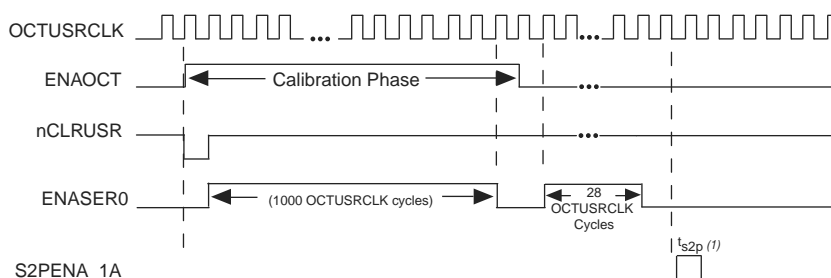 OCTUSRCLK
ENAOCT
Calibration Phase
nCLRUSR
ENASER0
(1000 OCTUSRCLK cycles)
28
OCTUSRCLK
Cycles
ts2p (1)
S2PENA_1A